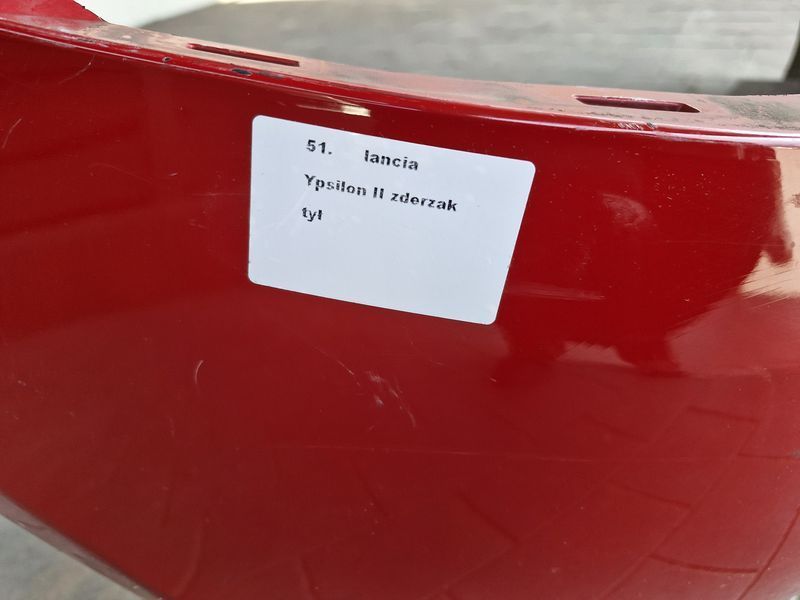 51. lancia
Ypsilon II zderzak
tył